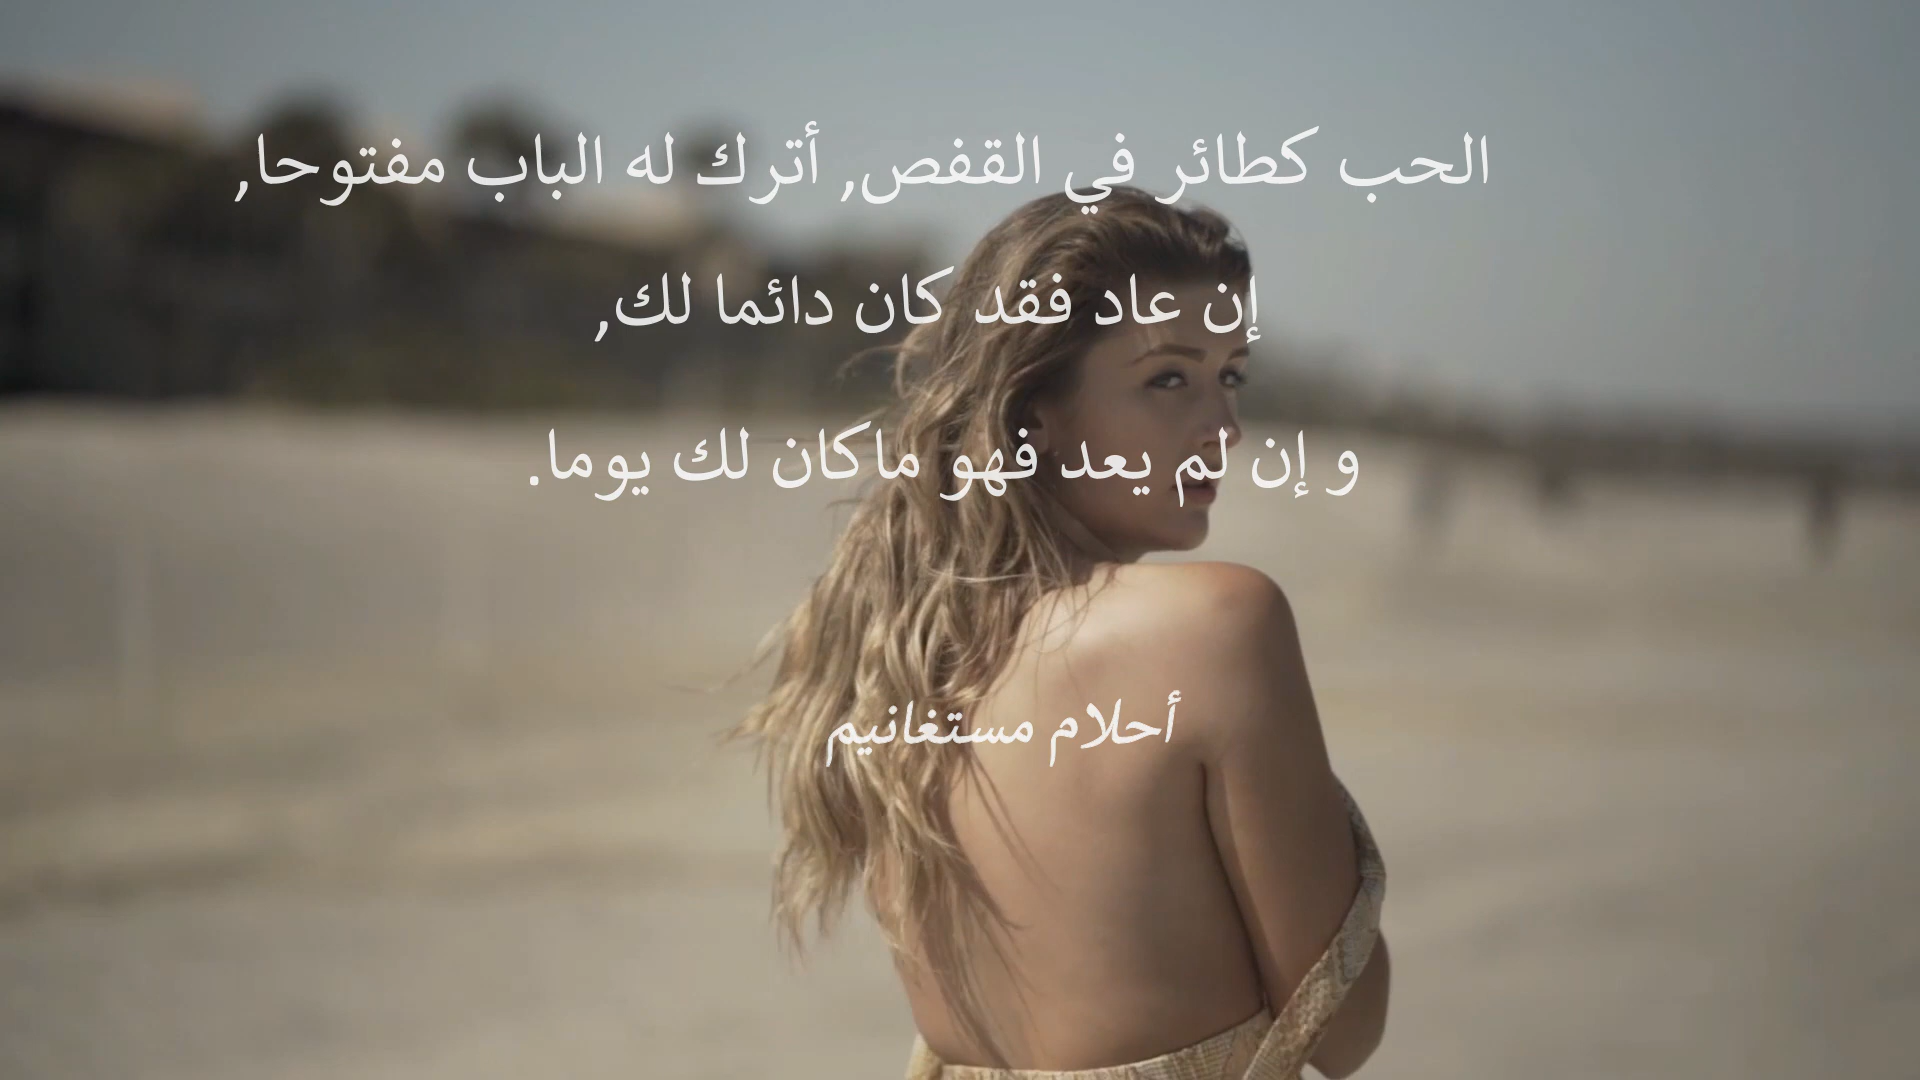 الحب كطائر في القفص, أترك له الباب مفتوحا,
إن عاد فقد كان دائما لك,
و إن لم يعد فهو ماكان لك يوما.
أحلام مستغانيم